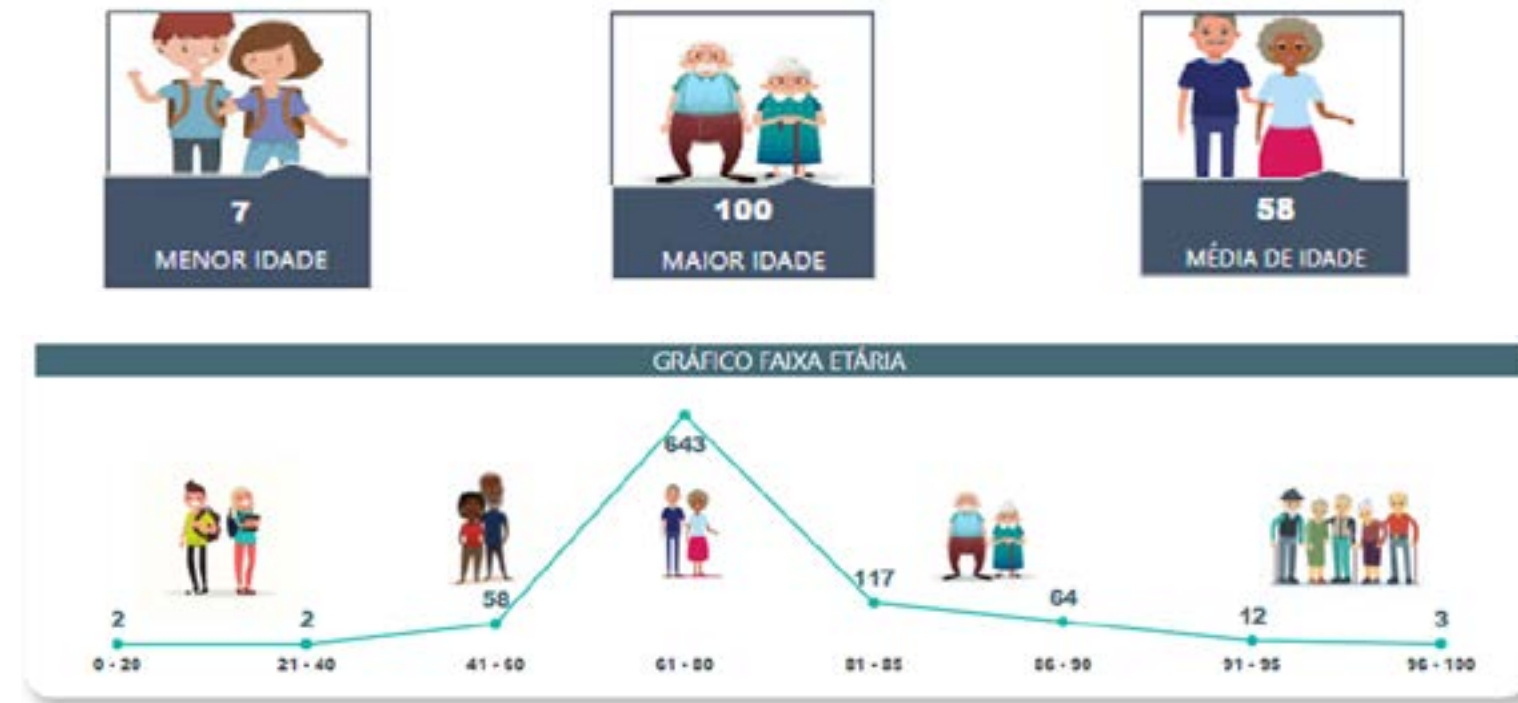 7
MENOR IDADE
100
MAIOR IDADE
58
MÉDIA DE IDADE
GRÁFICO FAIXA ETÁRIA
2
2
58
643
117
64
12
3
0 - 20
21 - 40
41 - 60
61 - 80
81 - 85
86 - 90
91 - 95
96 - 100